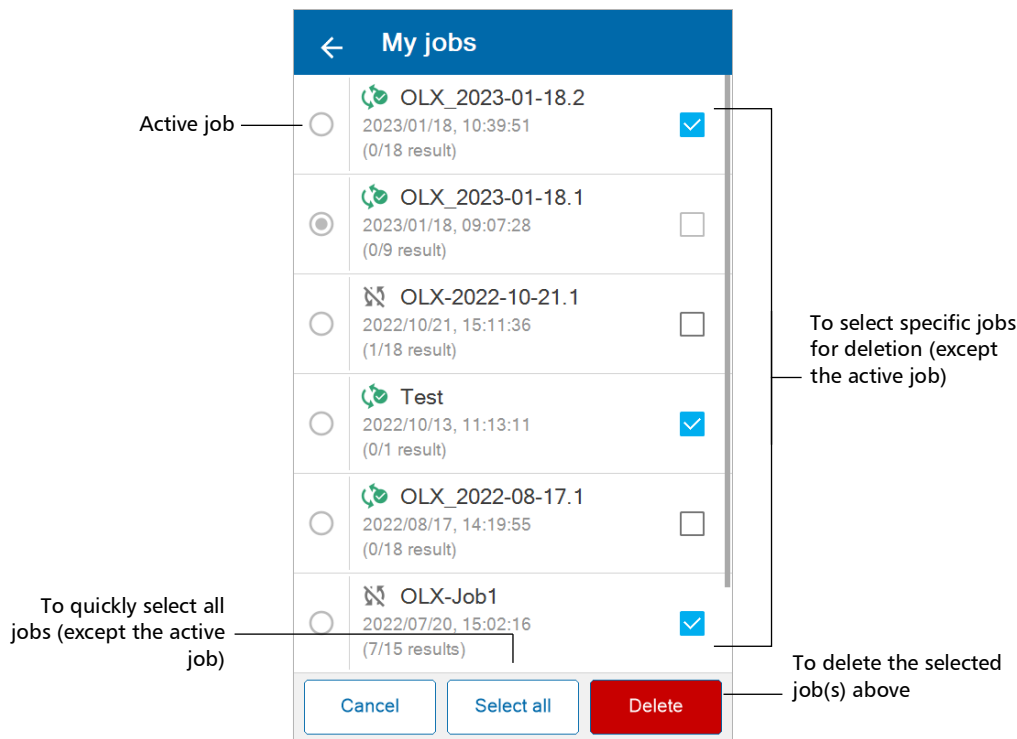 My jobs
Active job
OLX_2023-01-18.2
2023/01/18, 10:39:51
(0/18 result)
OLX_2023-01-18.1
2023/01/18, 09:07:28
(0/9 result)
OLX-2022-10-21.1
2022/10/21, 15:11:36
(1/18 result)
To select specific jobs
for deletion (except
the active job)
Test
2022/10/13, 11:13:11
(0/1 result)
OLX_2022-08-17.1
2022/08/17, 14:19:55
(0/18 result)
OLX-Job1
2022/07/20, 15:02:16
(7/15 results)
To quickly select all
jobs (except the active
job)
To delete the selected
job(s) above
Cancel
Select all
Delete